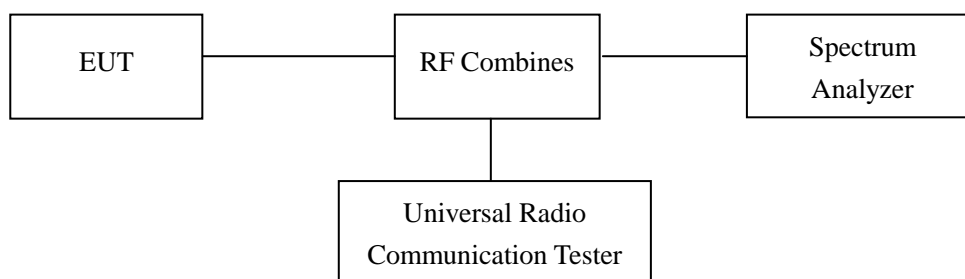 EUT
RF Combines
Spectrum
Analyzer
Universal Radio
Communication Tester